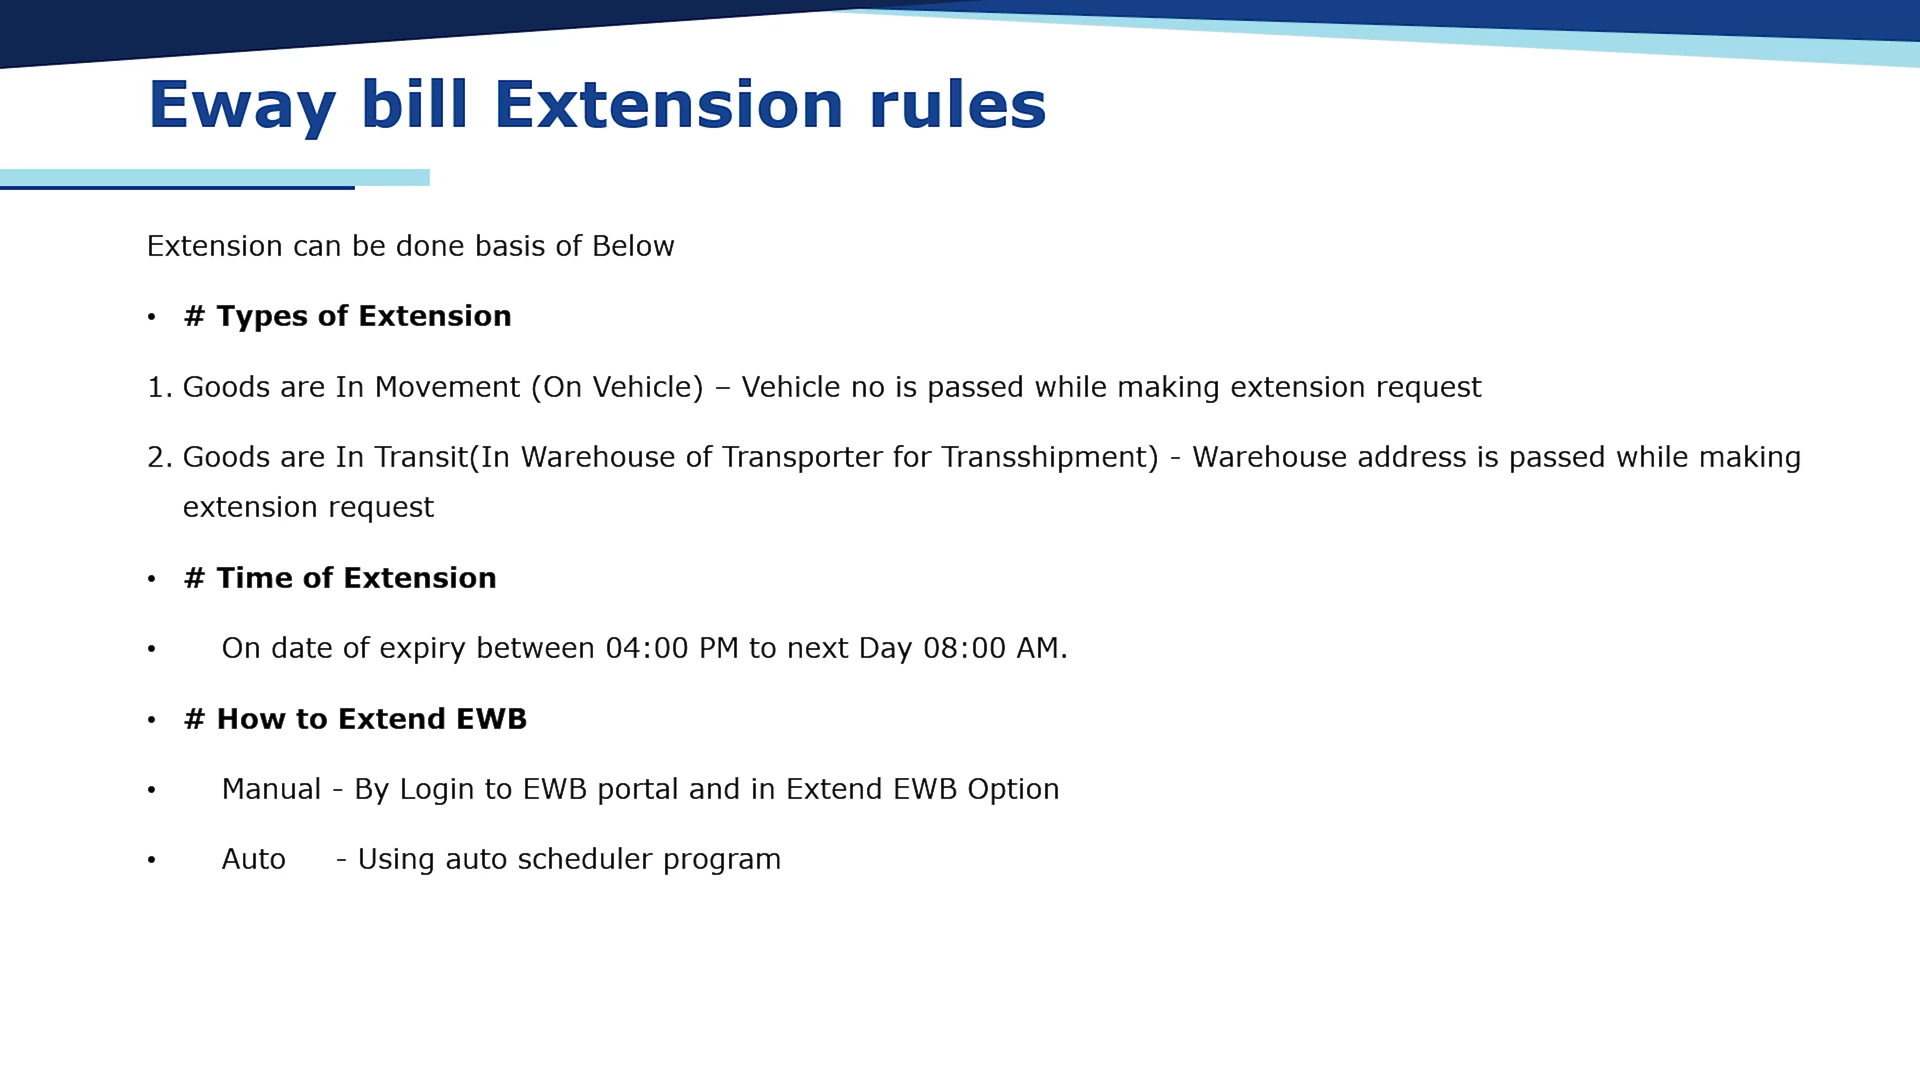 Eway bill Extension rules
Extension can be done basis of Below
• # Types of Extension
1. Goods are In Movement (On Vehicle) – Vehicle no is passed while making extension request
2. Goods are In Transit(In Warehouse of Transporter for Transshipment) - Warehouse address is passed while making
extension request
• # Time of Extension
• On date of expiry between 04:00 PM to next Day 08:00 AM.
• # How to Extend EWB
• Manual - By Login to EWB portal and in Extend EWB Option
• Auto - Using auto scheduler program